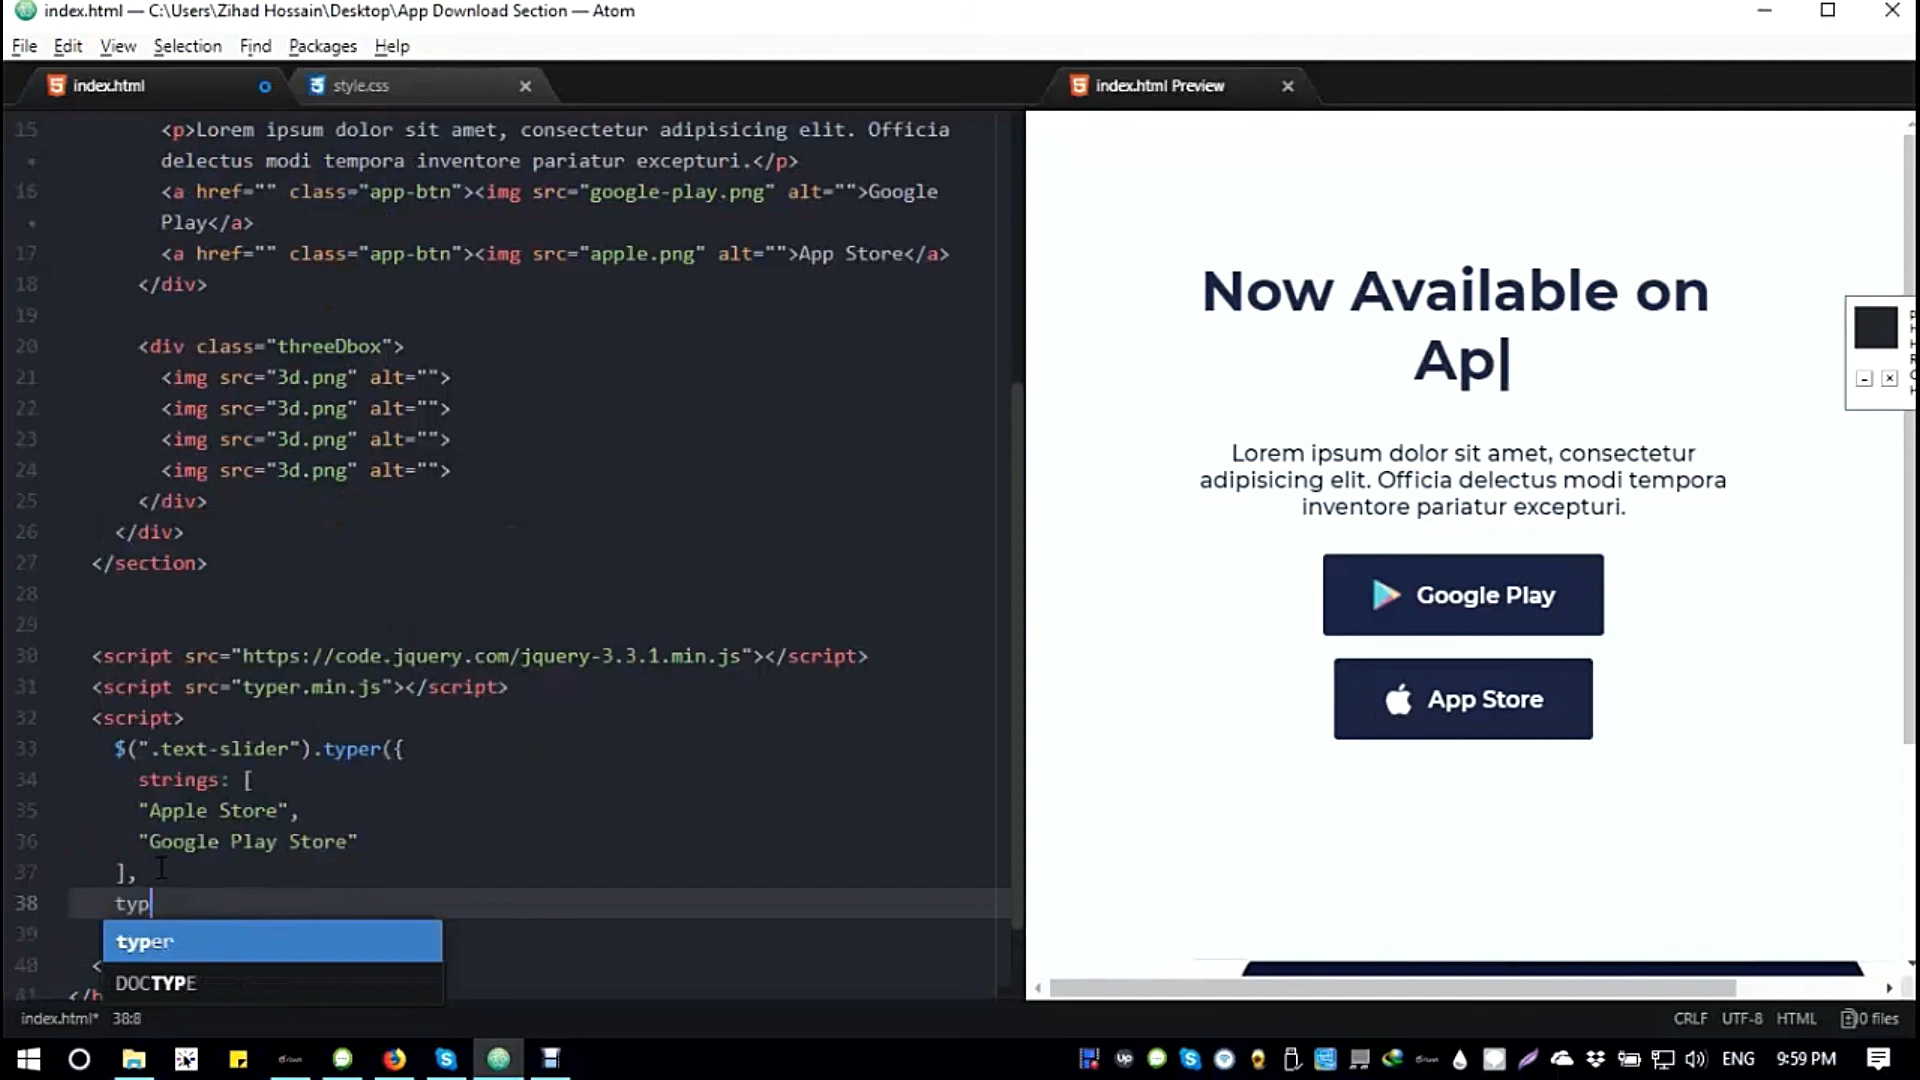 index.html — C:\Users\Zihad Hossain\Desktop\App Download Section — Atom
File Edit View Selection Find Packages Help
index.html
style.css
index.html Preview
15 <p>Lorem ipsum dolor sit amet, consectetur adipisicing elit. Officia
delectus modi tempora inventore pariatur excepturi.</p>
16 <a href="" class="app-btn"><img src="google-play.png" alt="">Google
Play</a>
17 <a href="" class="app-btn"><img src="apple.png" alt="">App Store</a>
18 </div>
19
20 <div class="threeDbox">
21 <img src="3d.png" alt="">
22 <img src="3d.png" alt="">
23 <img src="3d.png" alt="">
24 <img src="3d.png" alt="">
25 </div>
26 </div>
27 </section>
28
29
30 <script src="https://code.jquery.com/jquery-3.3.1.min.js"></script>
31 <script src="typer.min.js"></script>
32 <script>
33 $(".text-slider").typer({
34 strings: [
35 "Apple Store",
36 "Google Play Store"
37 ],
38 typ
39
40 <
41 </h
typer
DOCTYPE
Now Available on
Ap|
Lorem ipsum dolor sit amet, consectetur
adipisicing elit. Officia delectus modi tempora
inventore pariatur excepturi.
Google Play
App Store
index.html* 38:8
CRLF UTF-8 HTML 0 files
Up
ENG 9:59 PM